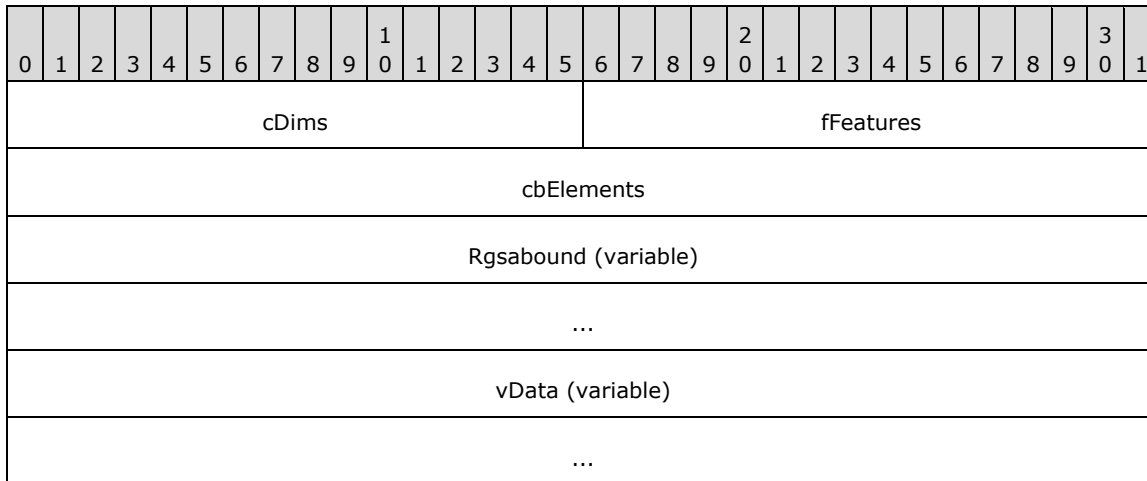 1 2 3
0 1 2 3 4 5 6 7 8 9 0 1 2 3 4 5 6 7 8 9 0 1 2 3 4 5 6 7 8 9 0 1
cDims fFeatures
cbElements
Rgsabound (variable)
...
vData (variable)
...